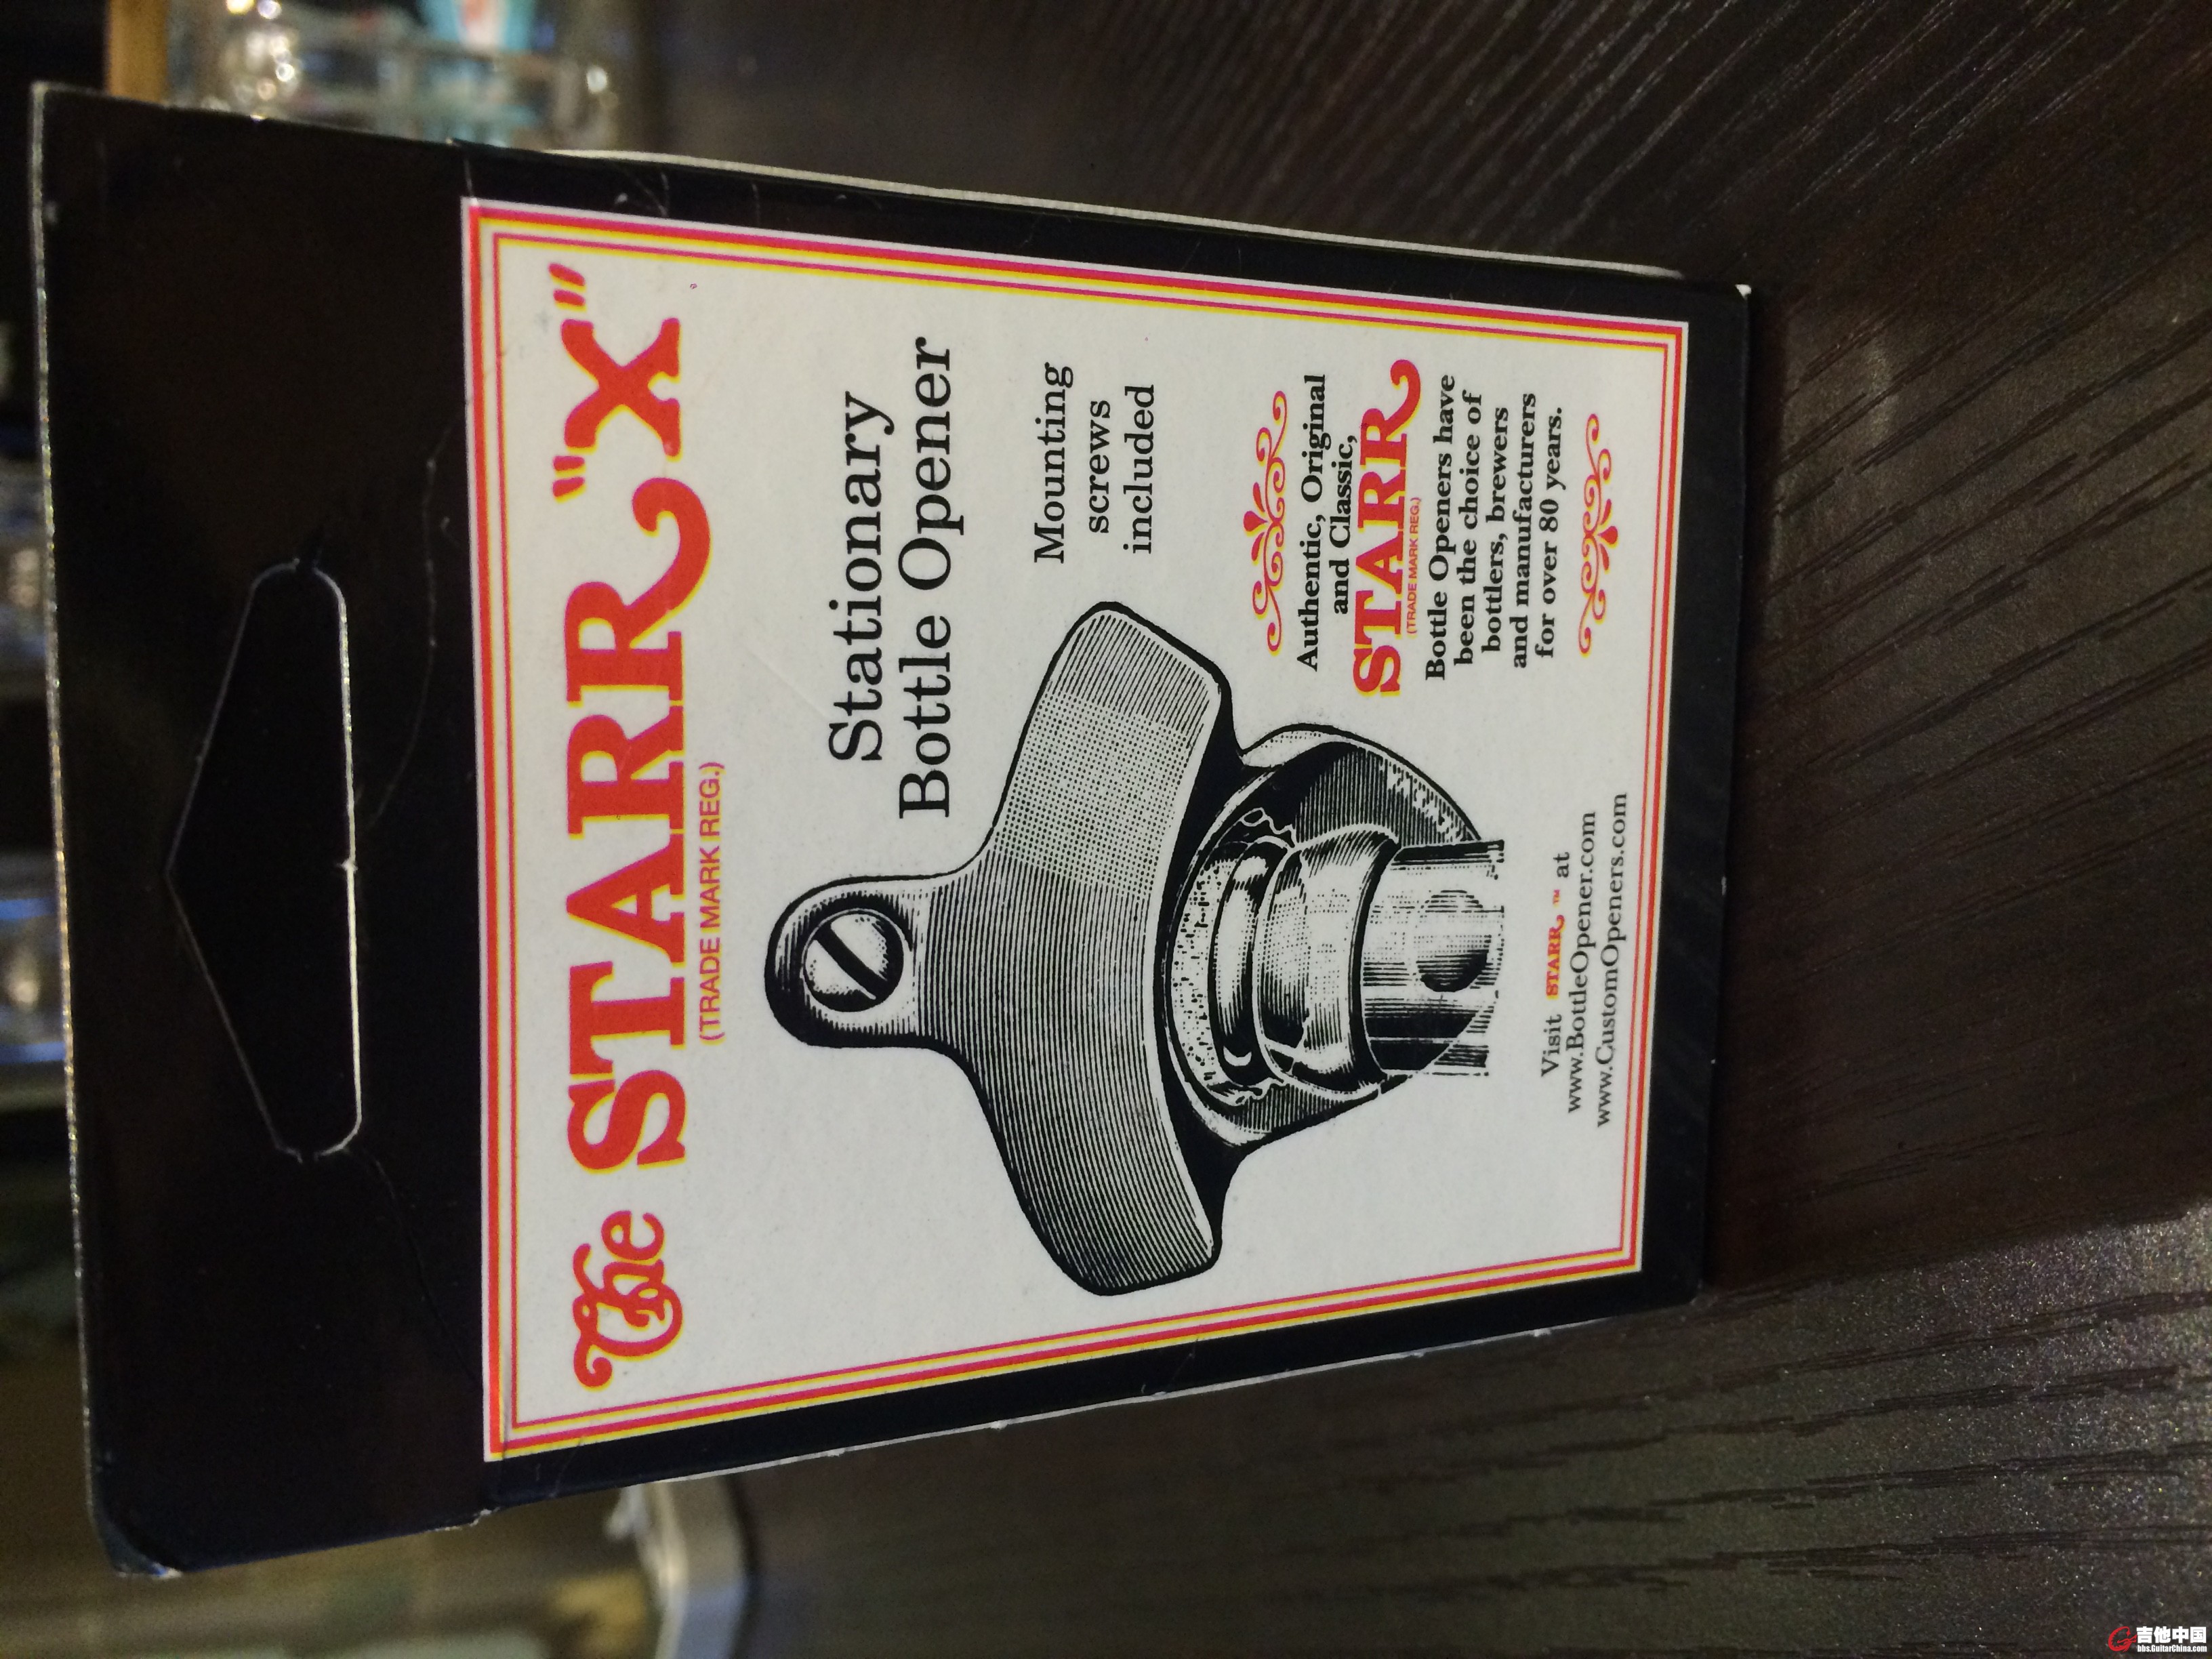 The STARR "X"
(TRADE MARK REG.)
Stationary
Bottle Opener
Mounting
screws
included
Authentic, Original
and Classic,
STARR
(TRADE MARK REG.)
Bottle Openers have
been the choice of
bottlers, brewers
and manufacturers
for over 80 years.
Visit STARR ™ at
www.BottleOpener.com
www.CustomOpeners.com
吉他中国
bbs.GuitarChina.com